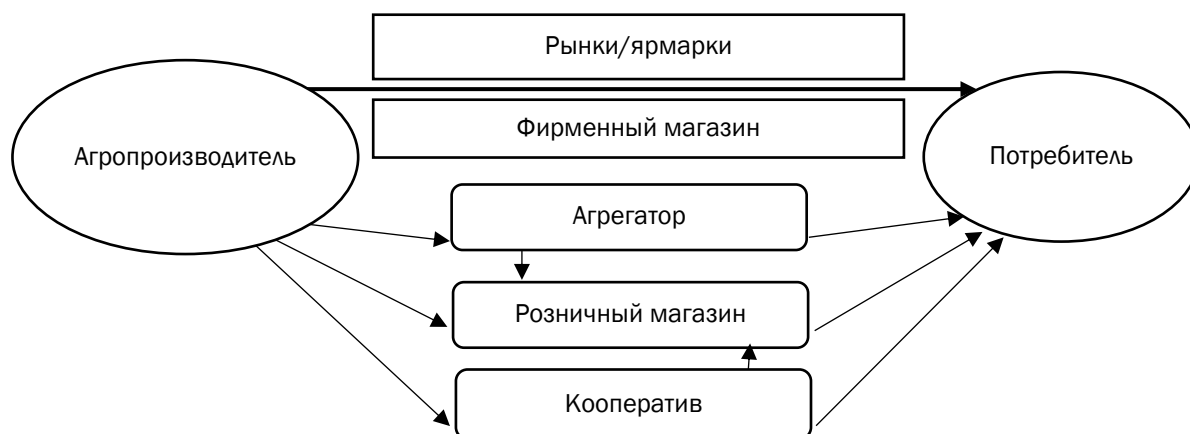 Рынки/ярмарки
Фирменный магазин
Агропроизводитель
Потребитель
Агрегатор
Розничный магазин
Кооператив